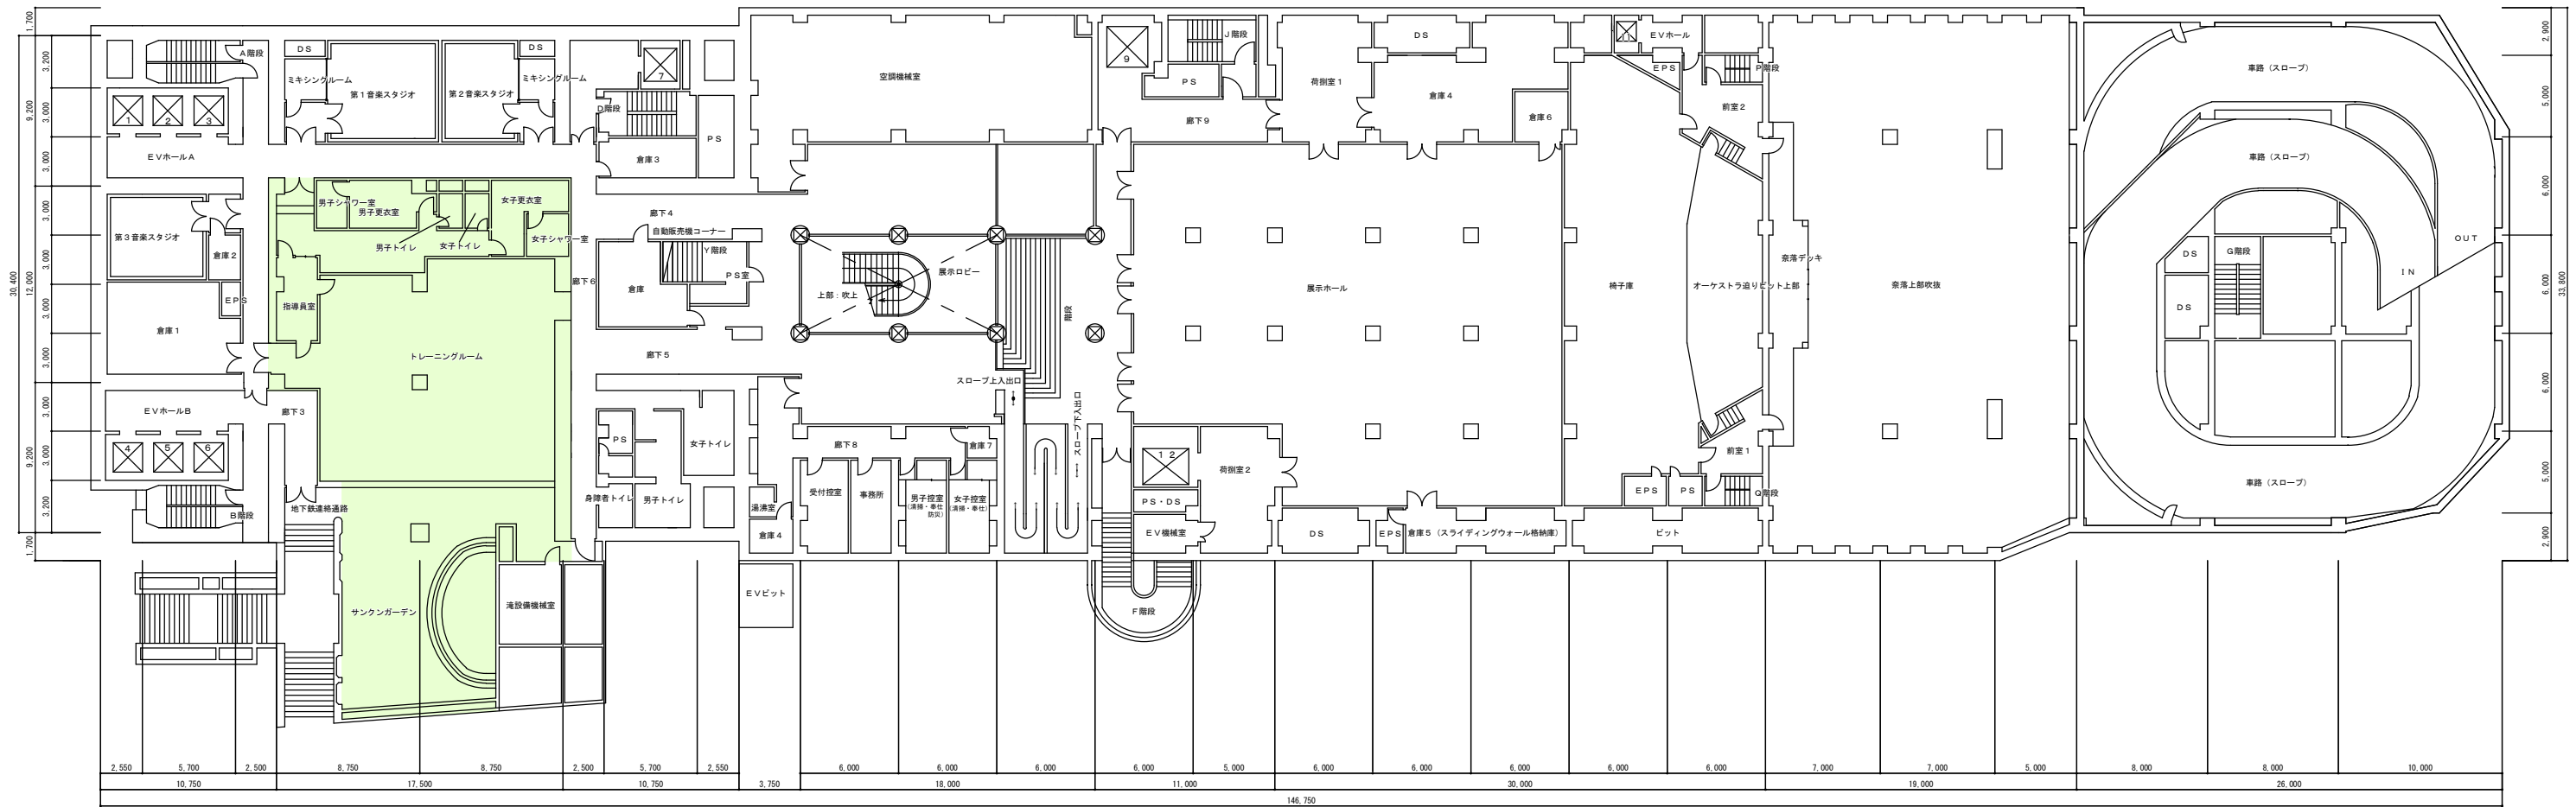 1,700
3,200
9,200
3,000
3,000
3,000
3,000
12,000
30,400
3,000
3,000
3,000
9,200
3,000
3,200
1,700
A階段
DS
ミキシングルーム
第1音楽スタジオ
第2音楽スタジオ
DS
ミキシングルーム
7
D階段
PS
倉庫3
1
2
3
EVホールA
第3音楽スタジオ
倉庫2
EPS
倉庫1
男子シャワー室
男子更衣室
女子更衣室
男子トイレ
女子トイレ
女子シャワー室
指導員室
トレーニングルーム
EVホールB
廊下3
4
5
6
B階段
地下鉄連絡通路
サンクンガーデン
滝設備機械室
空調機械室
廊下4
自動販売機コーナー
Y階段
PS室
倉庫
廊下6
廊下5
上部:吹上
展示ロビー
階段
スロープ上入出口
スロープ下入出口
PS
女子トイレ
身障者トイレ
男子トイレ
湯沸室
倉庫4
EVピット
廊下8
倉庫7
受付控室
事務所
男子控室
(清掃・奉仕
防災)
女子控室
(清掃・奉仕)
9
J階段
PS
廊下9
荷捌室1
DS
倉庫4
倉庫6
展示ホール
12
荷捌室2
PS・DS
EV機械室
F階段
DS
EPS
倉庫5(スライディングウォール格納庫)
ピット
11
EVホール
EPS
P階段
前室2
椅子庫
オーケストラ迫りピット上部
奈落デッキ
奈落上部吹抜
前室1
EPS
PS
Q階段
車路(スロープ)
車路(スロープ)
OUT
IN
DS
G階段
DS
車路(スロープ)
2,900
5,000
6,000
6,000
33,800
6,000
5,000
2,900
2,550
5,700
2,500
8,750
8,750
2,500
5,700
2,550
6,000
6,000
6,000
6,000
5,000
6,000
6,000
6,000
6,000
6,000
7,000
7,000
5,000
8,000
8,000
10,000
10,750
17,500
10,750
3,750
18,000
11,000
30,000
19,000
26,000
146,750